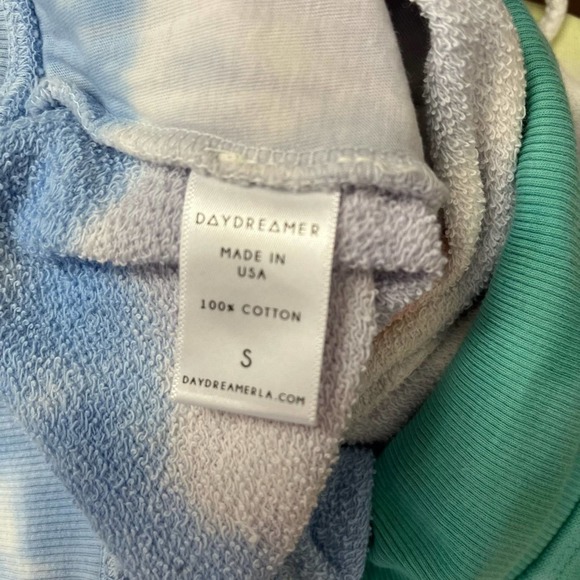 DAYDREAMER
MADE IN
USA
100% COTTON
S
DAYDREAMERLA.COM